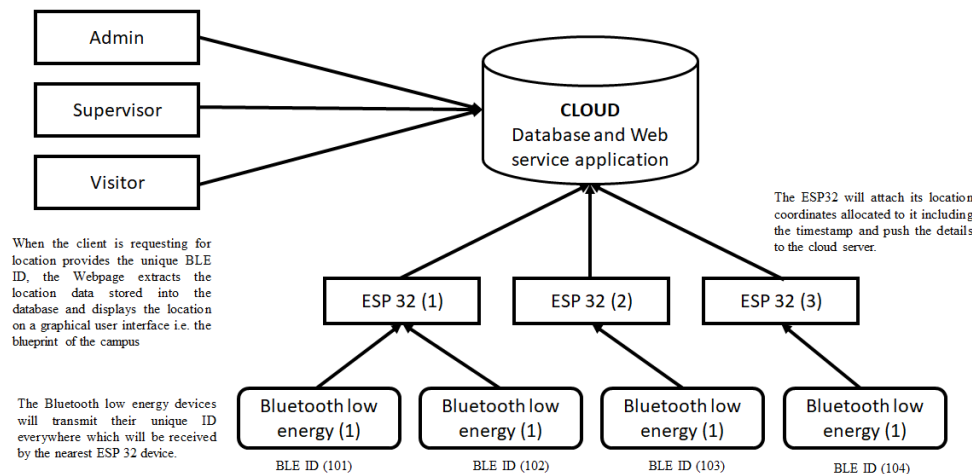 Admin
Supervisor
Visitor
CLOUD
Database and Web
service application
The ESP32 will attach its location
coordinates allocated to it including
the timestamp and push the details
to the cloud server.
When the client is requesting for
location provides the unique BLE
ID, the Webpage extracts the
location data stored into the
database and displays the location
on a graphical user interface i.e. the
blueprint of the campus
ESP 32 (1)
ESP 32 (2)
ESP 32 (3)
The Bluetooth low energy devices
will transmit their unique ID
everywhere which will be received
by the nearest ESP 32 device.
Bluetooth low
energy (1)
Bluetooth low
energy (1)
Bluetooth low
energy (1)
Bluetooth low
energy (1)
BLE ID (101)
BLE ID (102)
BLE ID (103)
BLE ID (104)